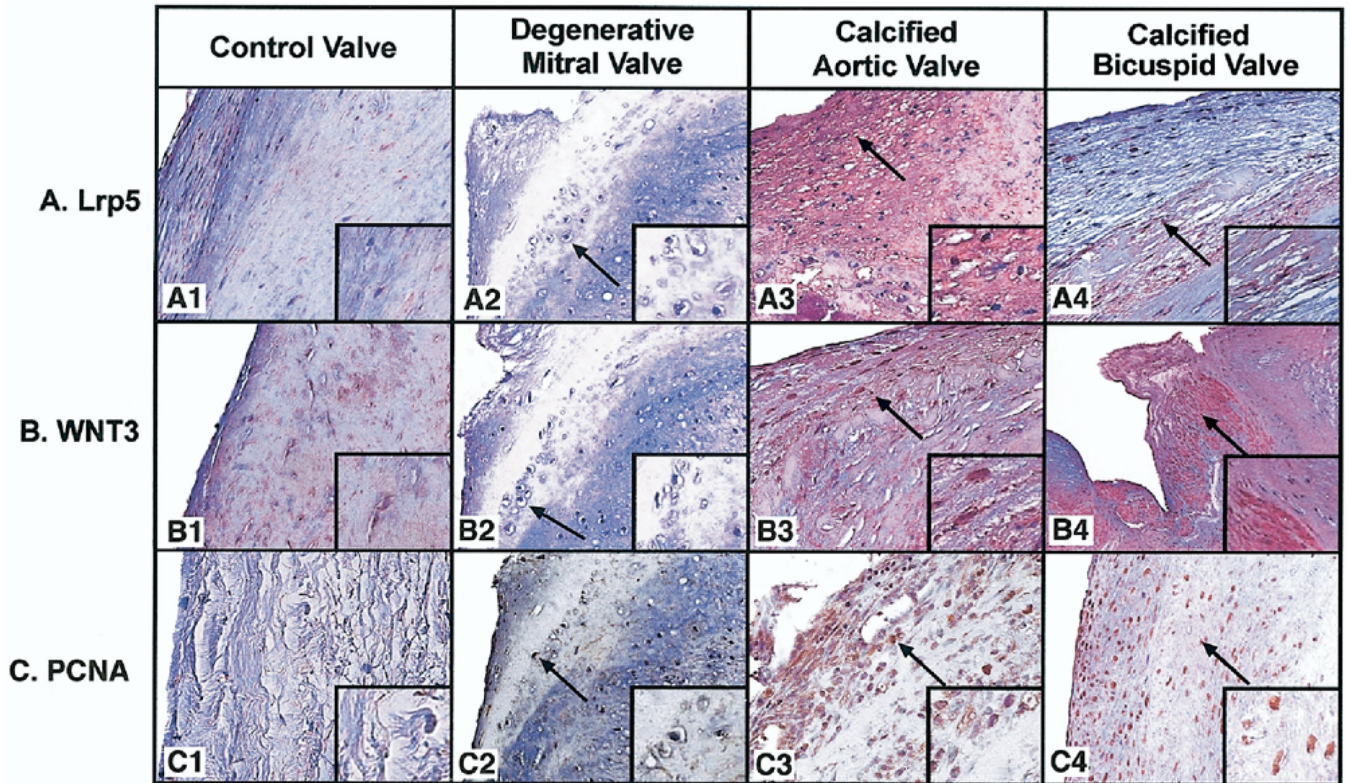 Control Valve
Degenerative
Mitral Valve
Calcified
Aortic Valve
Calcified
Bicuspid Valve
A. Lrp5
A1
A2
A3
A4
B. WNT3
B1
B2
B3
B4
C. PCNA
C1
C2
C3
C4